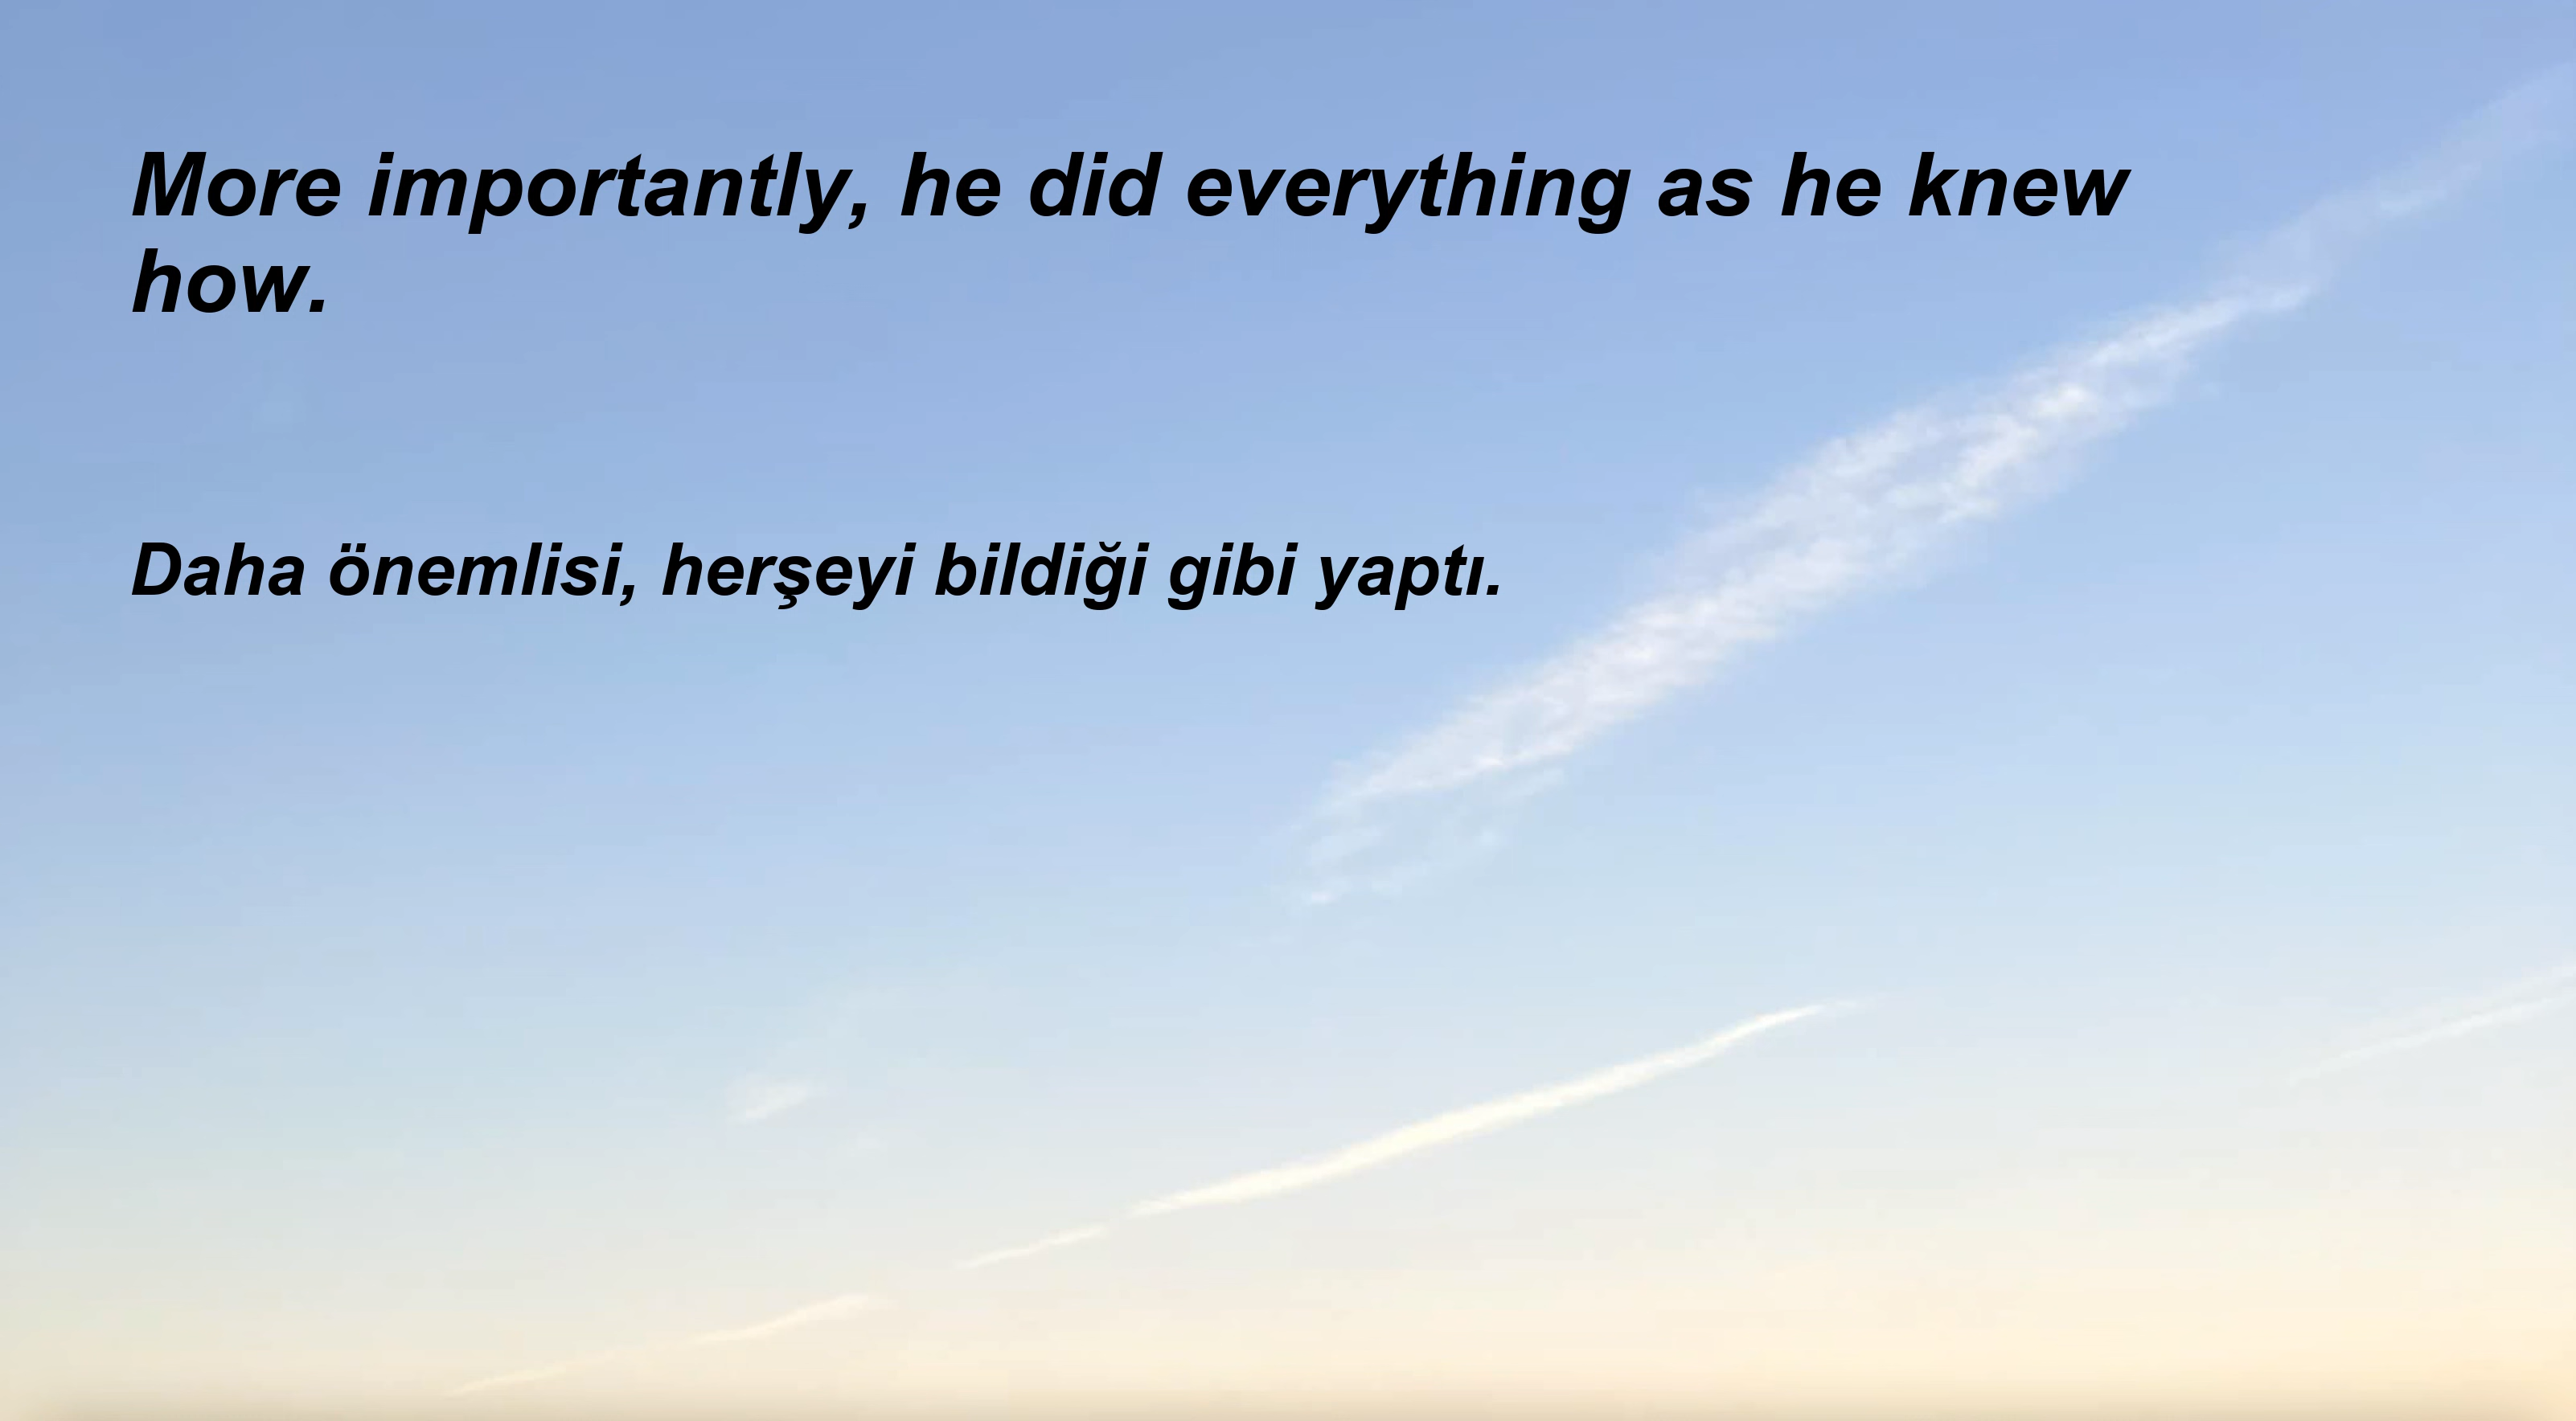 More importantly, he did everything as he knew
how.
Daha önemlisi, herşeyi bildiği gibi yaptı.